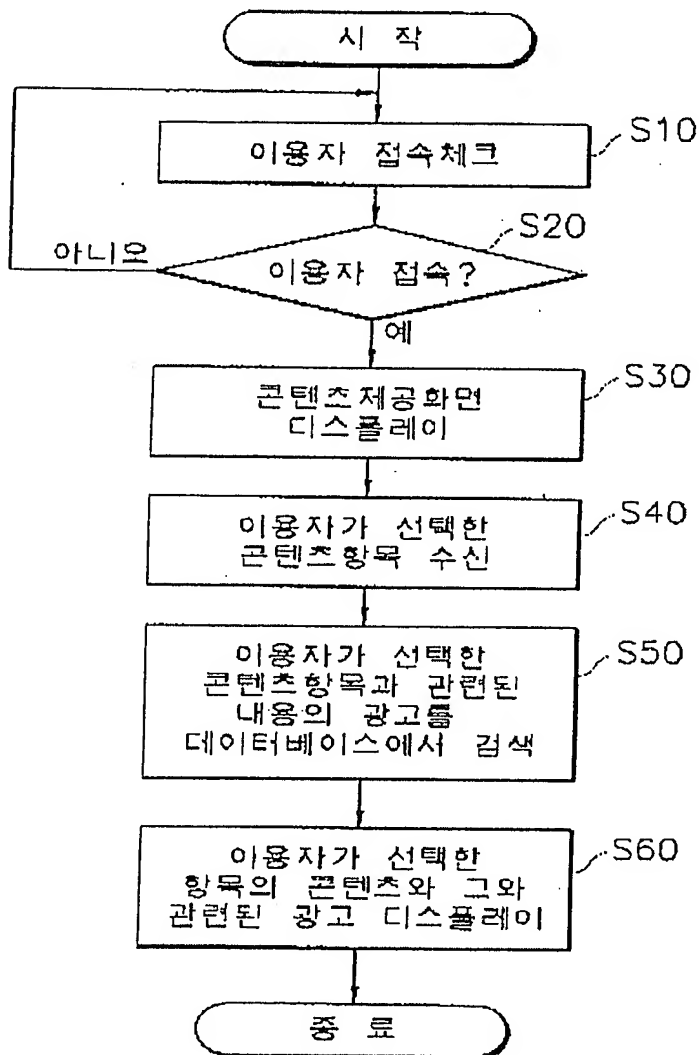 시 작
이용자 접속체크
S10
S20
아니오
이용자 접속?
예
S30
콘텐츠제공화면
디스플레이
S40
이용자가 선택한
콘텐츠항목 수신
S50
이용자가 선택한
콘텐츠항목과 관련된
내용의 광고를
데이터베이스에서 검색
S60
이용자가 선택한
항목의 콘텐츠와 그와
관련된 광고 디스플레이
종 료